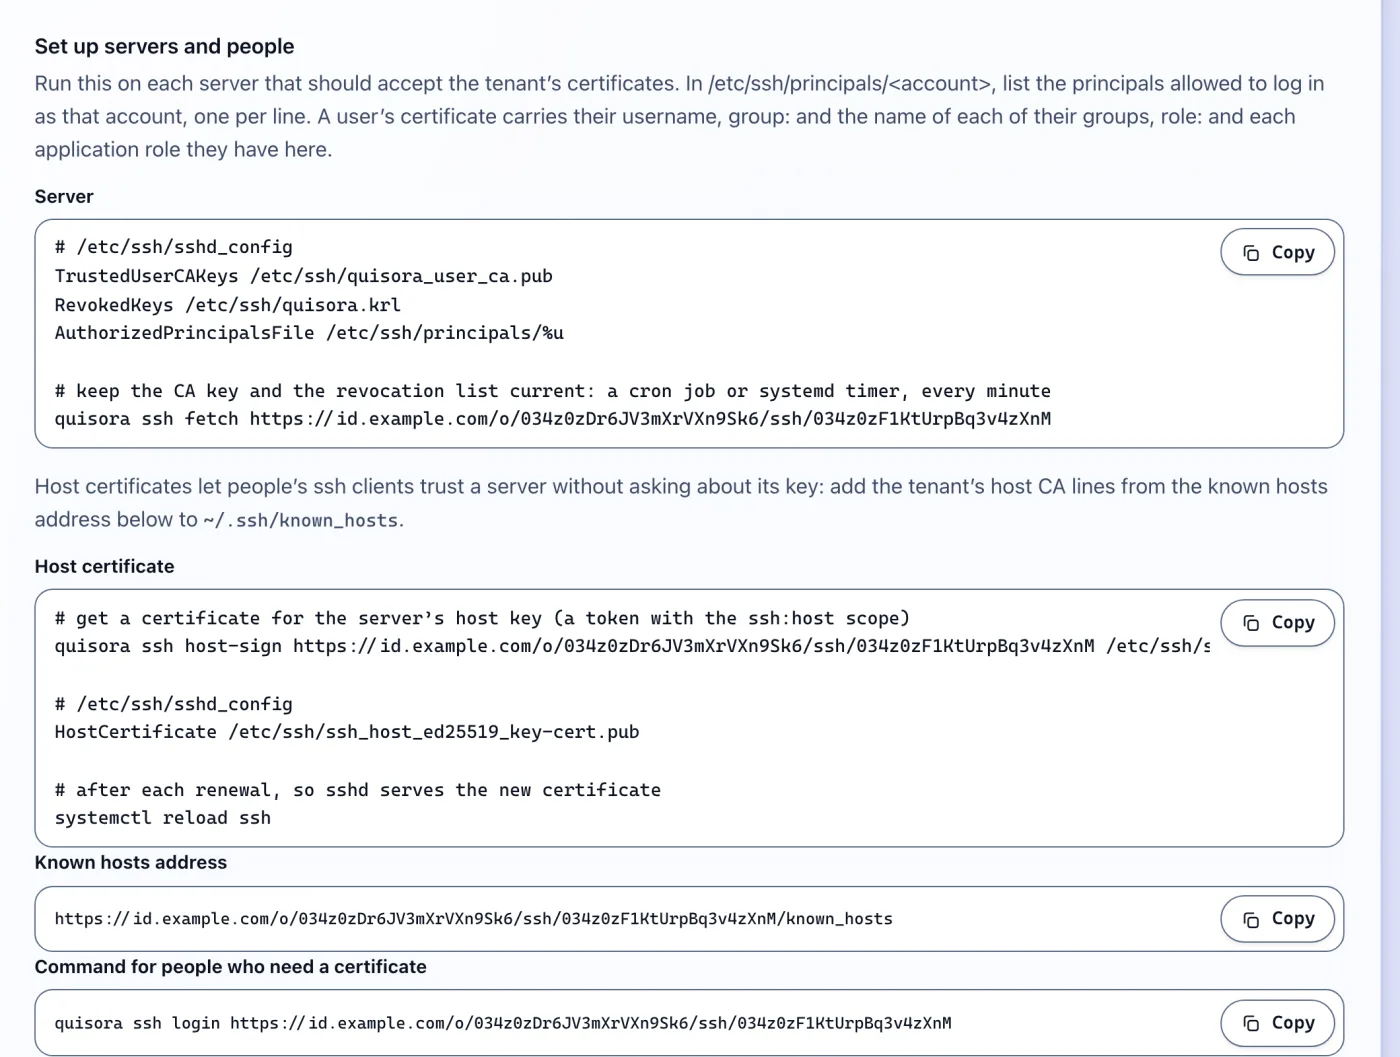 Set up servers and people
Run this on each server that should accept the tenant’s certificates. In /etc/ssh/principals/<account>, list the principals allowed to log in
as that account, one per line. A user’s certificate carries their username, group: and the name of each of their groups, role: and each
application role they have here.
Server
# /etc/ssh/sshd_config
Copy
TrustedUserCAKeys /etc/ssh/quisora_user_ca.pub
RevokedKeys /etc/ssh/quisora.krl
AuthorizedPrincipalsFile /etc/ssh/principals/%u
# keep the CA key and the revocation list current: a cron job or systemd timer, every minute
quisora ssh fetch https://id.example.com/o/034z0zDr6JV3mXrVXn9Sk6/ssh/034z0zF1KtUrpBq3v4zXnM
Host certificates let people’s ssh clients trust a server without asking about its key: add the tenant’s host CA lines from the known hosts
address below to ~/.ssh/known_hosts.
Host certificate
# get a certificate for the server’s host key (a token with the ssh:host scope)
Copy
quisora ssh host-sign https://id.example.com/o/034z0zDr6JV3mXrVXn9Sk6/ssh/034z0zF1KtUrpBq3v4zXnM /etc/ssh/s
# /etc/ssh/sshd_config
HostCertificate /etc/ssh/ssh_host_ed25519_key-cert.pub
# after each renewal, so sshd serves the new certificate
systemctl reload ssh
Known hosts address
https://id.example.com/o/034z0zDr6JV3mXrVXn9Sk6/ssh/034z0zF1KtUrpBq3v4zXnM/known_hosts
Copy
Command for people who need a certificate
quisora ssh login https://id.example.com/o/034z0zDr6JV3mXrVXn9Sk6/ssh/034z0zF1KtUrpBq3v4zXnM
Copy